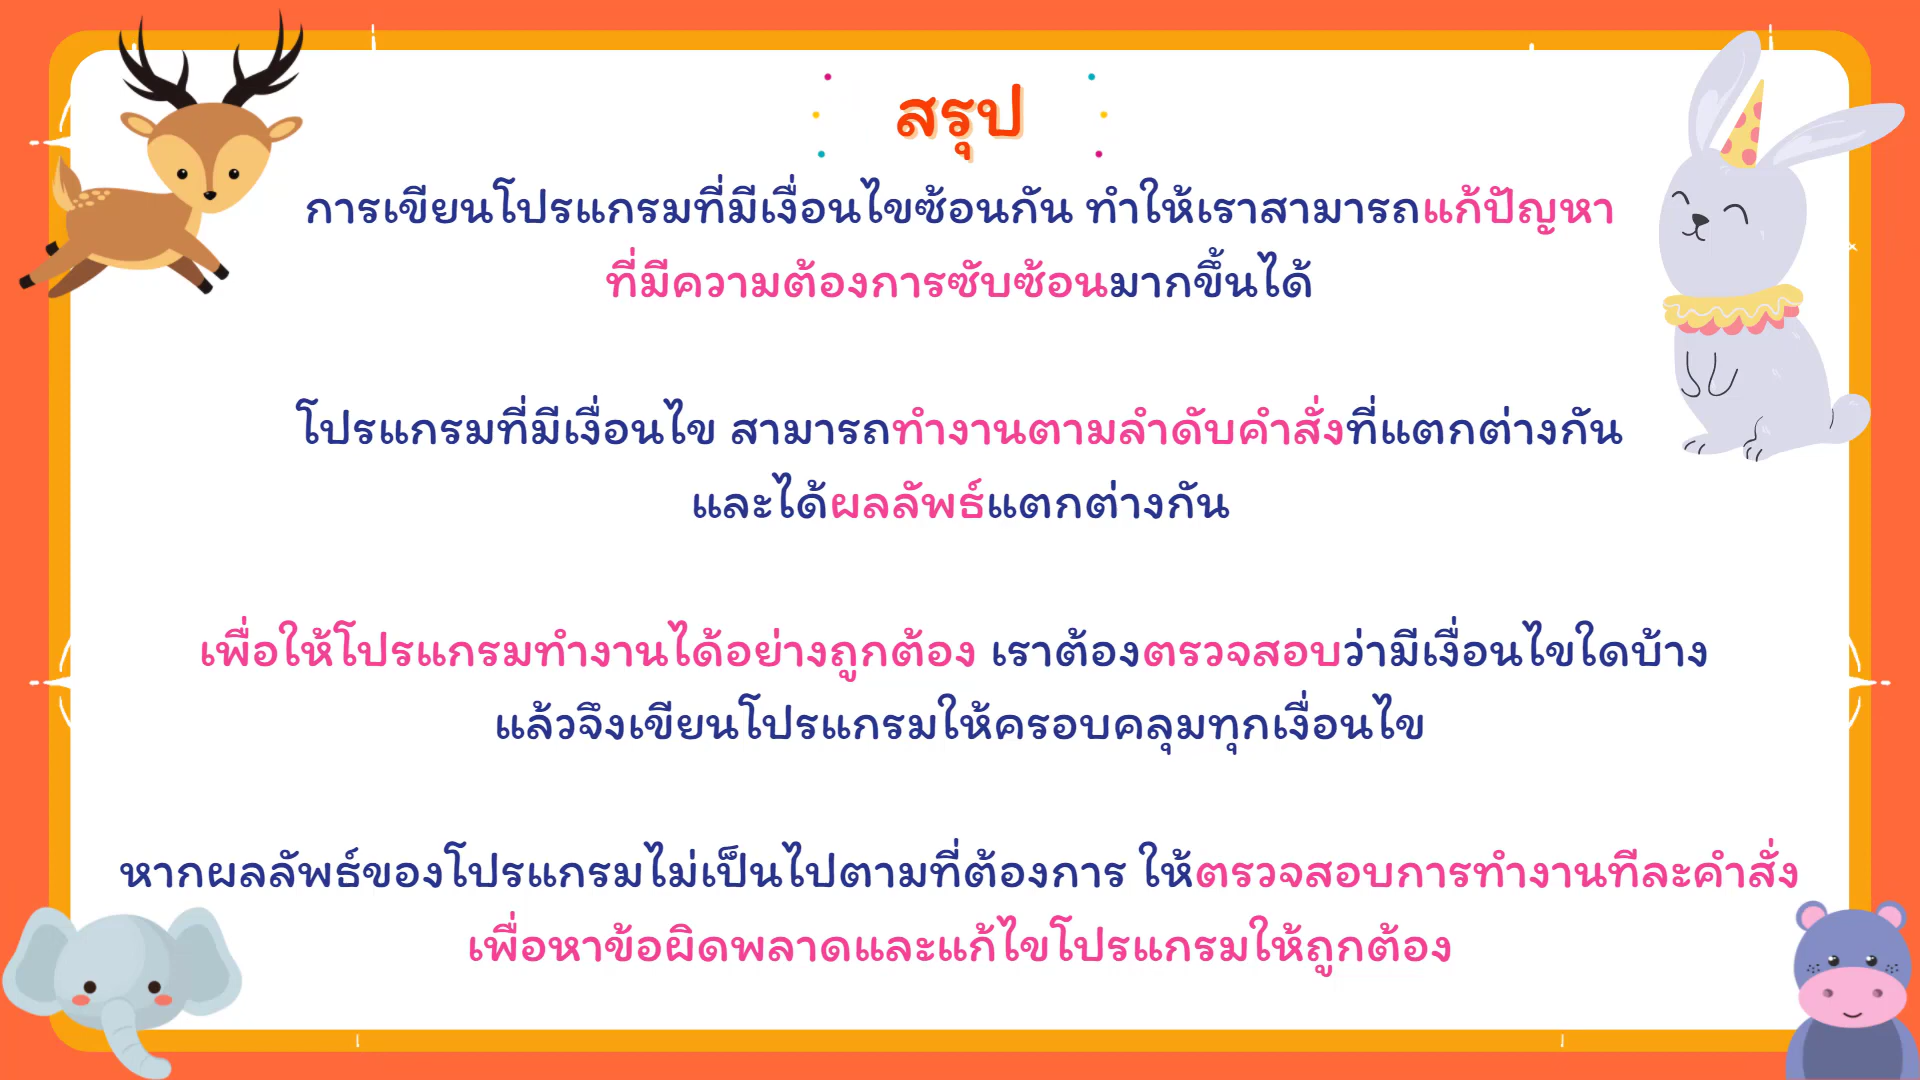 สรุป
การเขียนโปรแกรมที่มีเงื่อนไขซ้อนกัน ทำให้เราสามารถแก้ปัญหา
ที่มีความต้องการซับซ้อนมากขึ้นได้
โปรแกรมที่มีเงื่อนไข สามารถทำงานตามลำดับคำสั่งที่แตกต่างกัน
และได้ผลลัพธ์แตกต่างกัน
เพื่อให้โปรแกรมทำงานได้อย่างถูกต้อง เราต้องตรวจสอบว่ามีเงื่อนไขใดบ้าง
แล้วจึงเขียนโปรแกรมให้ครอบคลุมทุกเงื่อนไข
หากผลลัพธ์ของโปรแกรมไม่เป็นไปตามที่ต้องการ ให้ตรวจสอบการทำงานทีละคำสั่ง
เพื่อหาข้อผิดพลาดและแก้ไขโปรแกรมให้ถูกต้อง